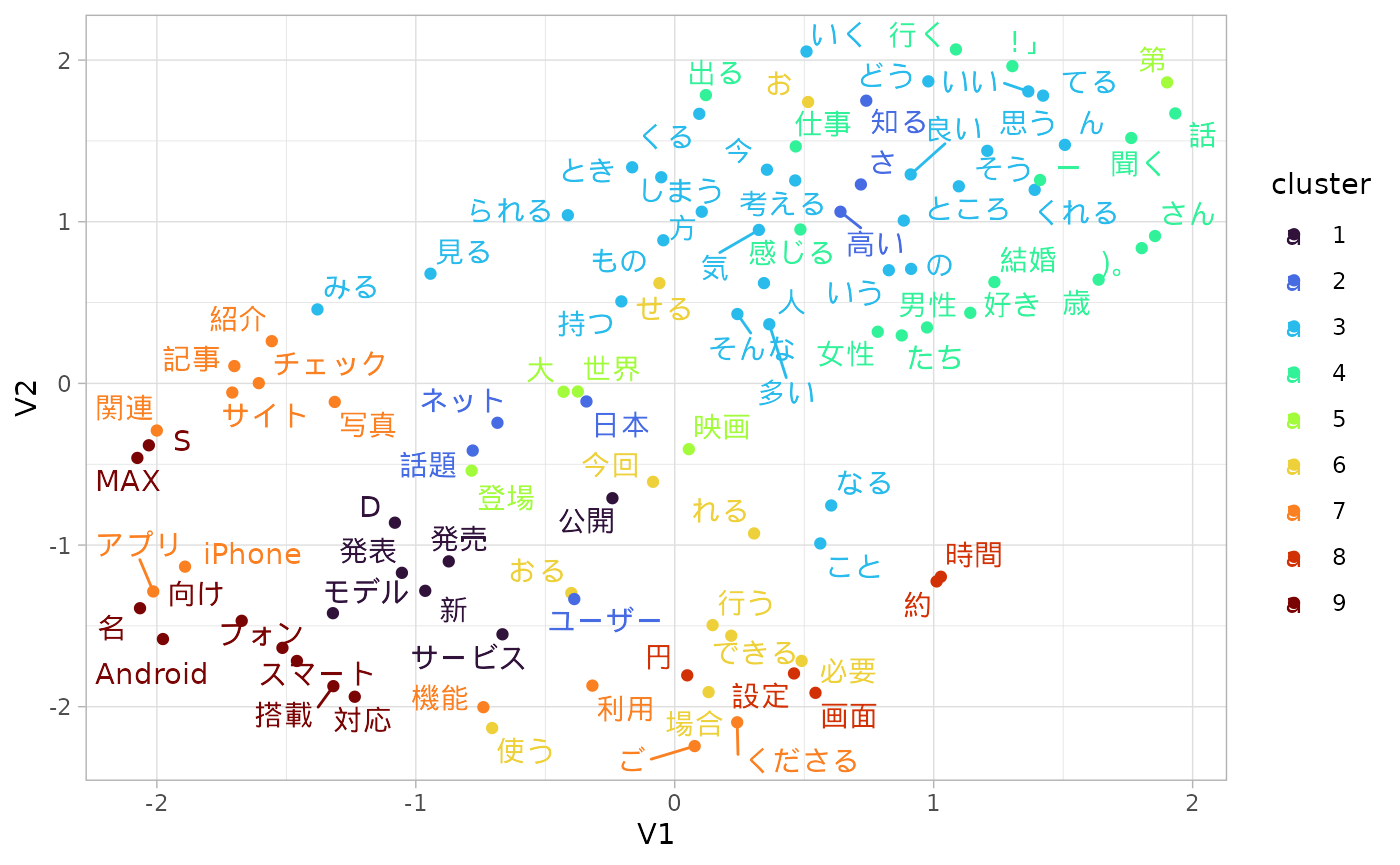 いく
行く
!」
第
2
出る
お
どう
いい
てる
仕事
知る
良い
思う
ん
話
くる
今
さ
そう
ー
聞く
とき
しまう
考える
ところ
くれる
さん
られる
1
方
高い
見る
もの
気
感じる
の
結婚
)。
みる
せる
人
いう
男性
好き
歳
紹介
持つ
そんな
女性
たち
記事
チェック
大
世界
多い
0
V2
関連
サイト
写真
ネット
日本
映画
S
MAX
話題
今回
登場
なる
D
公開
れる
発売
-1
アプリ
iPhone
発表
時間
こと
おる
向け
モデル
新
行う
約
名
フォン
ユーザー
できる
Android
スマート
サービス
円
必要
搭載
対応
機能
利用
設定
画面
-2
場合
使う
ご
くださる
-2
-1
0
1
2
V1
cluster
1
2
3
4
5
6
7
8
9